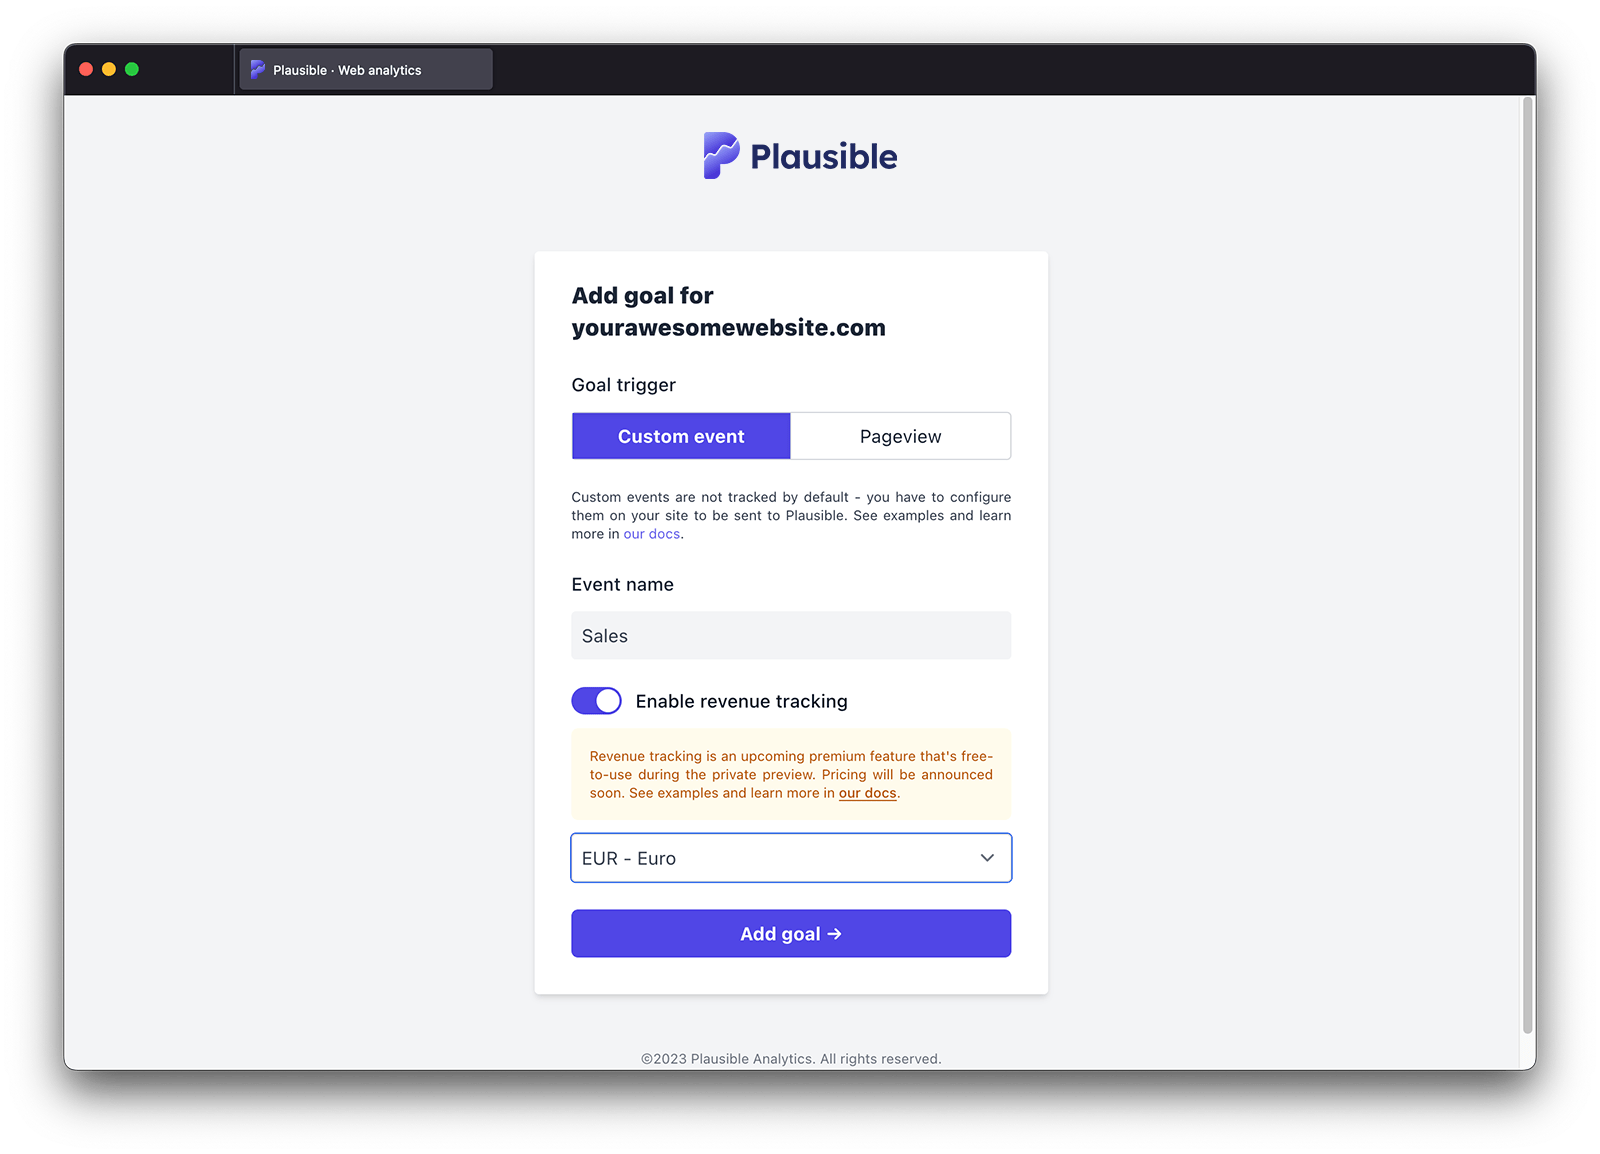 Plausible · Web analytics
Plausible
Add goal for
yourawesomewebsite.com
Goal trigger
Custom event
Pageview
Custom events are not tracked by default - you have to configure
them on your site to be sent to Plausible. See examples and learn
more in our docs.
Event name
Sales
Enable revenue tracking
Revenue tracking is an upcoming premium feature that's free-
to-use during the private preview. Pricing will be announced
soon. See examples and learn more in our docs.
EUR - Euro
Add goal →
©2023 Plausible Analytics. All rights reserved.